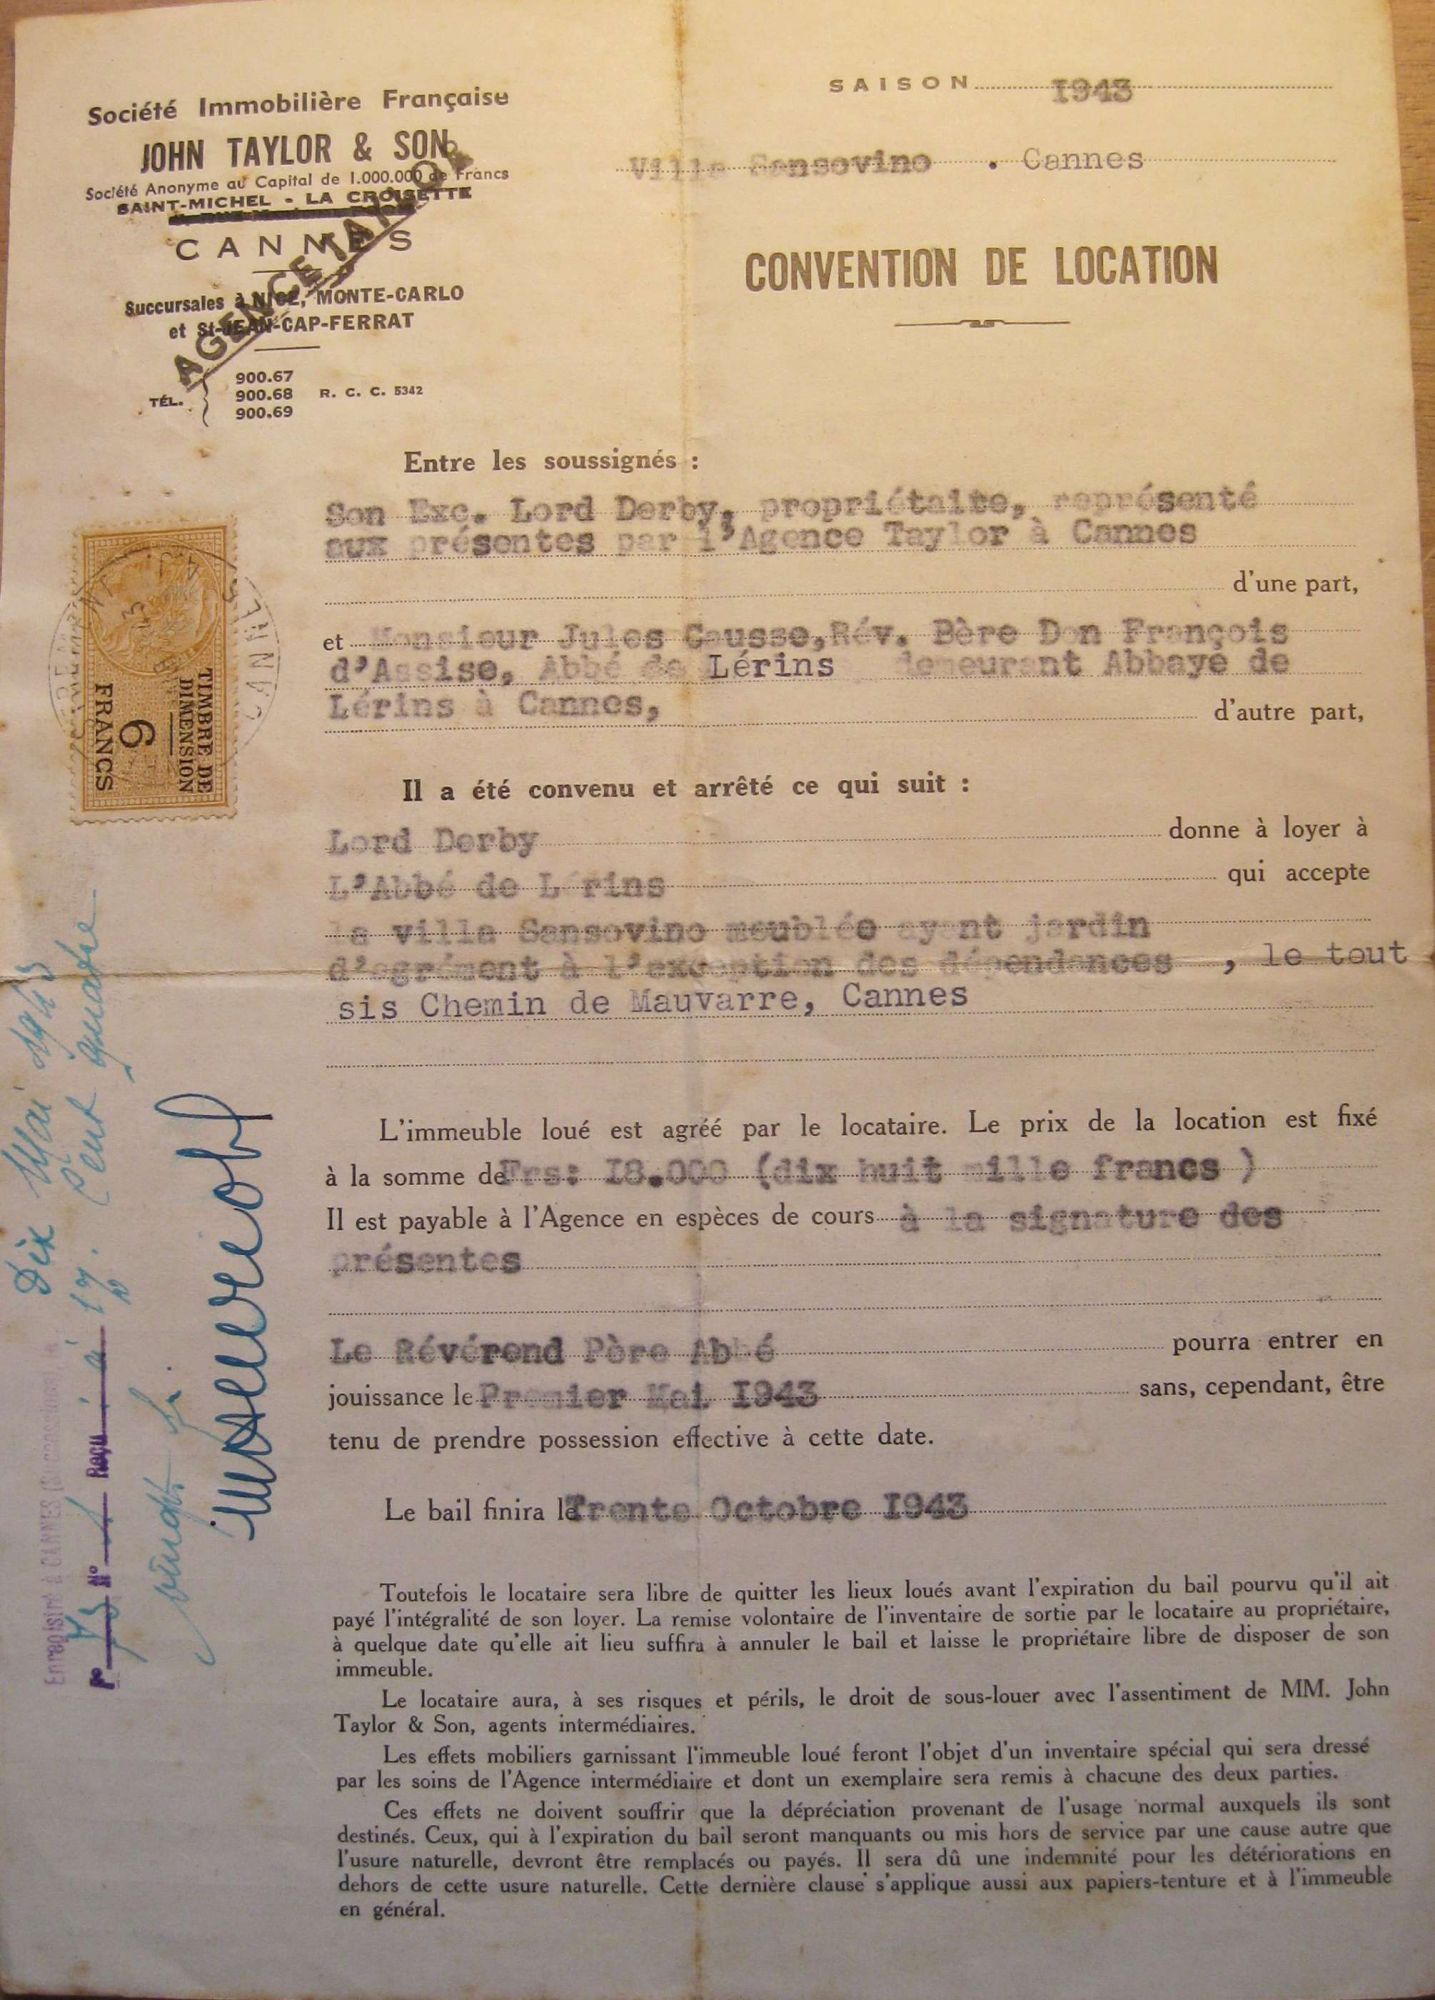 Société Immobilière Française
JOHN TAYLOR & SON
Société Anonyme au Capital de 1.000.000 de Francs
SAINT-MICHEL - LA CROISETTE
CANNES
AGENCE TAYLOR
Succursales à NICE, MONTE-CARLO
et St-JEAN-CAP-FERRAT
TÉL. 900.67
900.68 R. C. C. 5342
900.69
SAISON 1943
Villa Sansovino . Cannes
CONVENTION DE LOCATION
Entre les soussignés :
Son Exc. Lord Derby, propriétaite, représenté
aux présentes par l'Agence Taylor à Cannes
d'une part,
et Monsieur Jules Causse,Rév. Bère Don François
d'Assise, Abbé de Lérins demeurant Abbaye de
Lérins à Cannes,
d'autre part,
TIMBRE DE
DIMENSION
6
FRANCS
CANNES
Il a été convenu et arrêté ce qui suit :
Lord Derby donne à loyer à
L'Abbé de Lérins qui accepte
la villa Sansovino meublée ayant jardin
d'agrément à l'exception des dépendances , le tout
sis Chemin de Mauvarre, Cannes
L'immeuble loué est agréé par le locataire. Le prix de la location est fixé
à la somme de Frs: I8.000 (dix huit mille francs )
Il est payable à l'Agence en espèces de cours à la signature des
présentes
Le Révérend Père Abbé pourra entrer en
jouissance le Premier Mai I943 sans, cependant, être
tenu de prendre possession effective à cette date.
Le bail finira le Trente Octobre I943
Toutefois le locataire sera libre de quitter les lieux loués avant l'expiration du bail pourvu qu'il ait
payé l'intégralité de son loyer. La remise volontaire de l'inventaire de sortie par le locataire au propriétaire,
à quelque date qu'elle ait lieu suffira à annuler le bail et laisse le propriétaire libre de disposer de son
immeuble.
Le locataire aura, à ses risques et périls, le droit de sous-louer avec l'assentiment de MM. John
Taylor & Son, agents intermédiaires.
Les effets mobiliers garnissant l'immeuble loué feront l'objet d'un inventaire spécial qui sera dressé
par les soins de l'Agence intermédiaire et dont un exemplaire sera remis à chacune des deux parties.
Ces effets ne doivent souffrir que la dépréciation provenant de l'usage normal auxquels ils sont
destinés. Ceux, qui à l'expiration du bail seront manquants ou mis hors de service par une cause autre que
l'usure naturelle, devront être remplacés ou payés. Il sera dû une indemnité pour les détériorations en
dehors de cette usure naturelle. Cette dernière clause s'applique aussi aux papiers-tenture et à l'immeuble
en général.
Enregistré à CANNES
Dix Mai 1943
F° 73 N° Reçu
Cent quatre
vingt